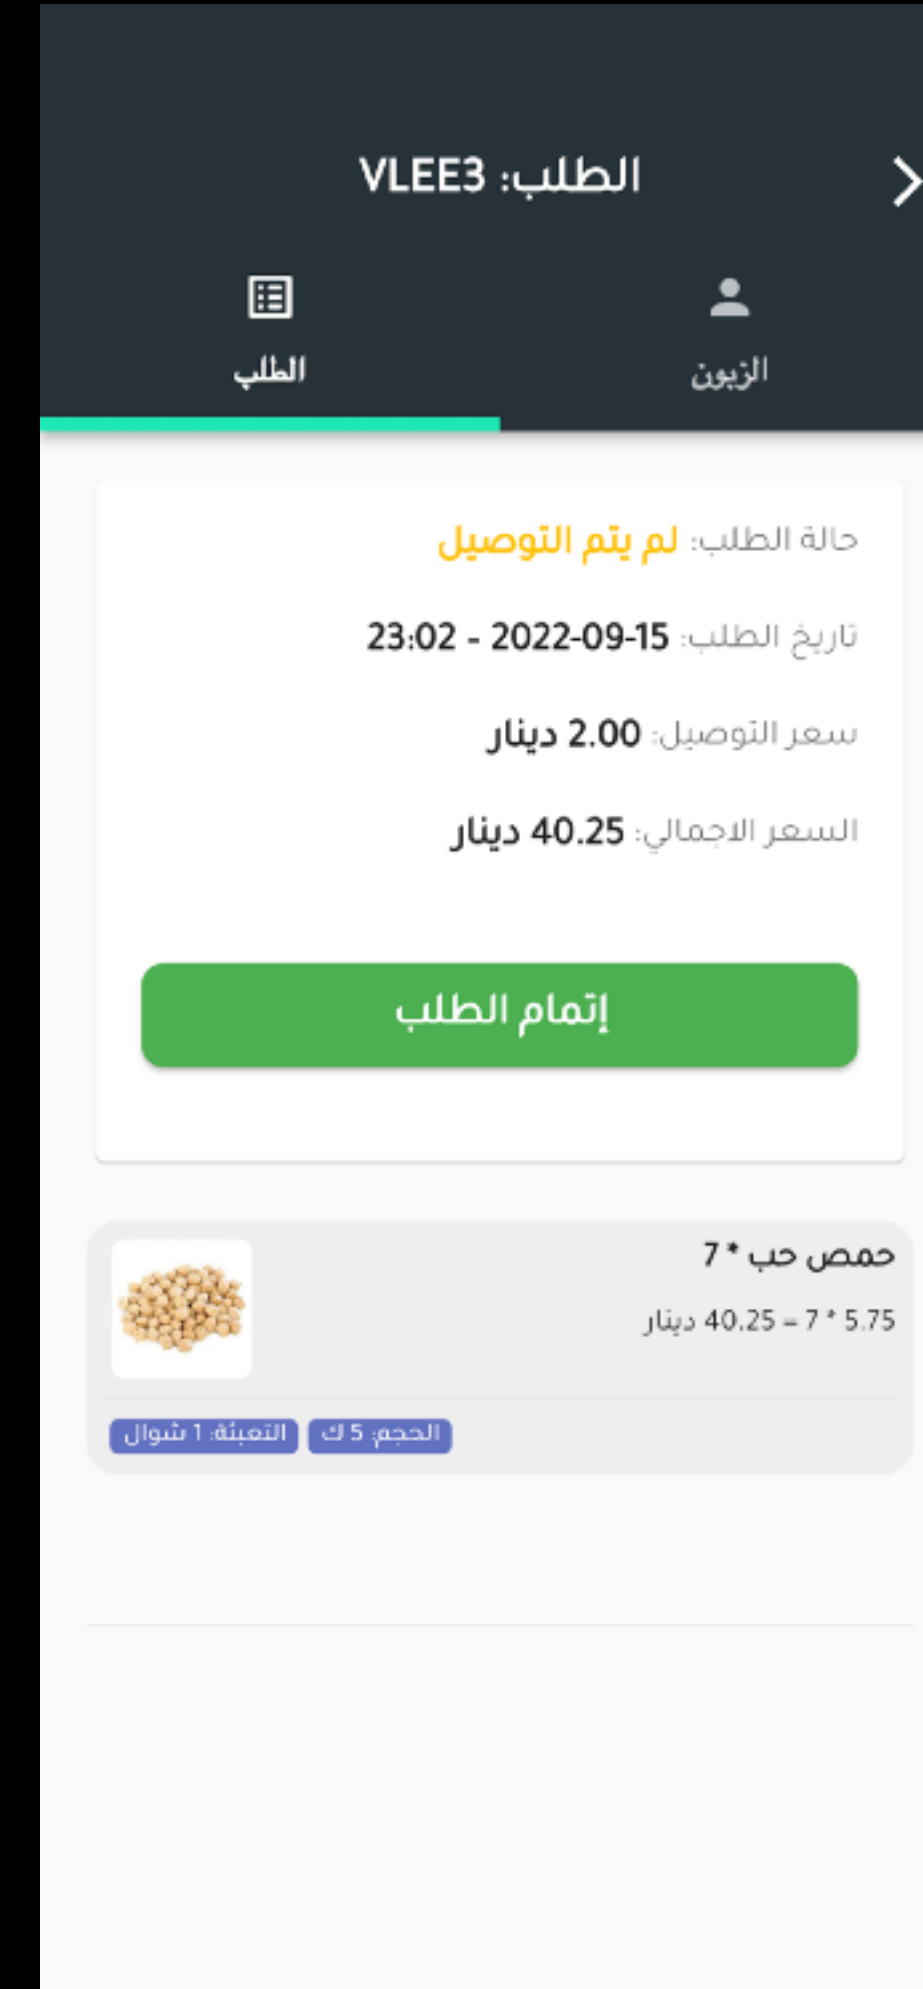 الطلب: VLEE3
الزبون
الطلب
حالة الطلب: لم يتم التوصيل
تاريخ الطلب: 15-09-2022 - 23:02
سعر التوصيل: 2.00 دينار
السعر الاجمالي: 40.25 دينار
إتمام الطلب
حمص حب * 7
5.75 * 7 = 40.25 دينار
الحجم: 5 ك
التعبئة: 1 شوال